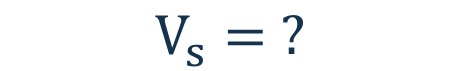 Vₛ = ?